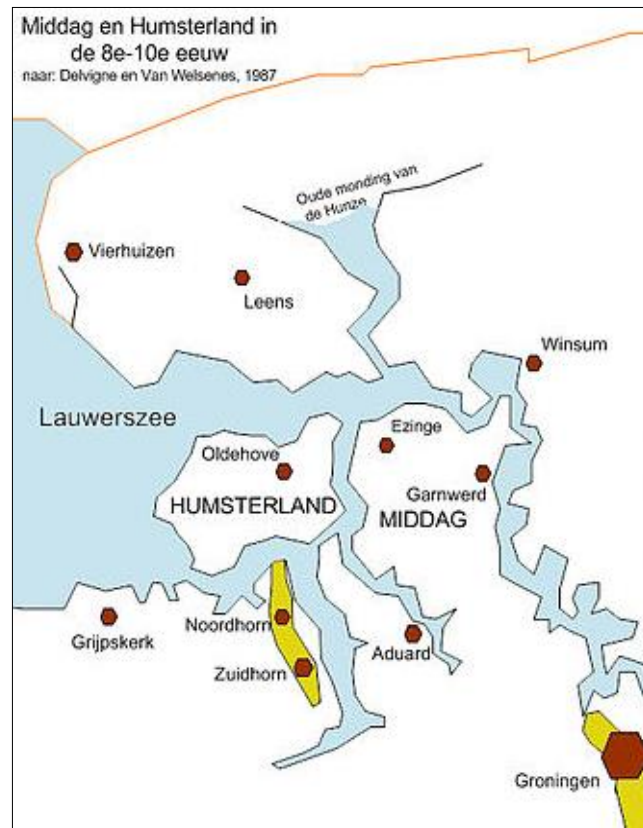 Middag en Humsterland in
de 8e-10e eeuw
naar: Delvigne en Van Welsenes, 1987
Oude monding van
de Hunze
Vierhuizen
Leens
Winsum
Lauwerszee
Ezinge
Oldehove
Garnwerd
HUMSTERLAND
MIDDAG
Noordhorn
Grijpskerk
Aduard
Zuidhorn
Groningen